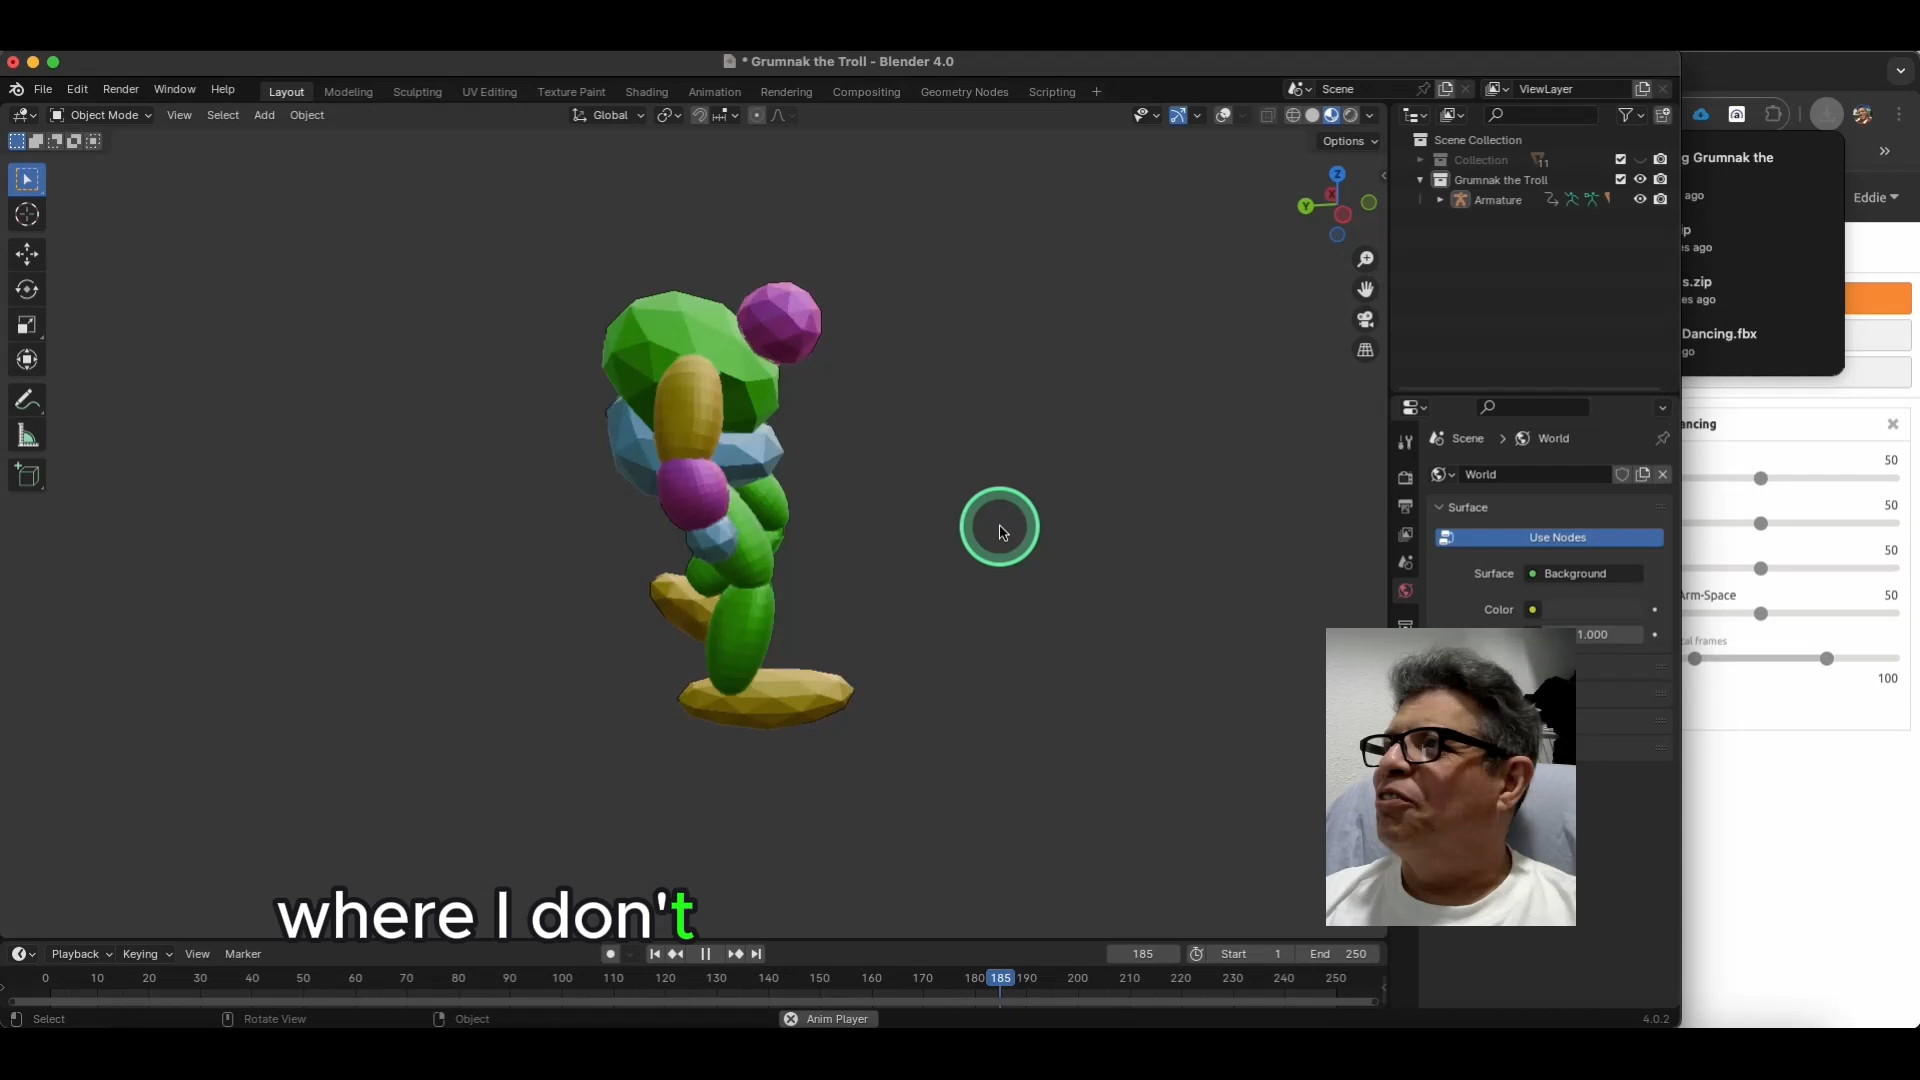 * Grumnak the Troll - Blender 4.0
File Edit Render Window Help
Layout Modeling Sculpting UV Editing Texture Paint Shading Animation Rendering Compositing Geometry Nodes Scripting +
Scene
ViewLayer
Object Mode View Select Add Object
Global
Options
Z
X
Y
Scene Collection
Collection 11
Grumnak the Troll
Armature
Scene > World
World
Surface
Use Nodes
Surface Background
Color
1.000
g Grumnak the
ago
ip
es ago
s.zip
es ago
Dancing.fbx
go
Eddie
ancing
50
50
50
Arm-Space 50
al frames
100
where I don't
Playback Keying View Marker
185
Start 1
End 250
0 10 20 30 40 50 60 70 80 90 100 110 120 130 140 150 160 170 180 185 190 200 210 220 230 240 250
Select
Rotate View
Object
Anim Player
4.0.2